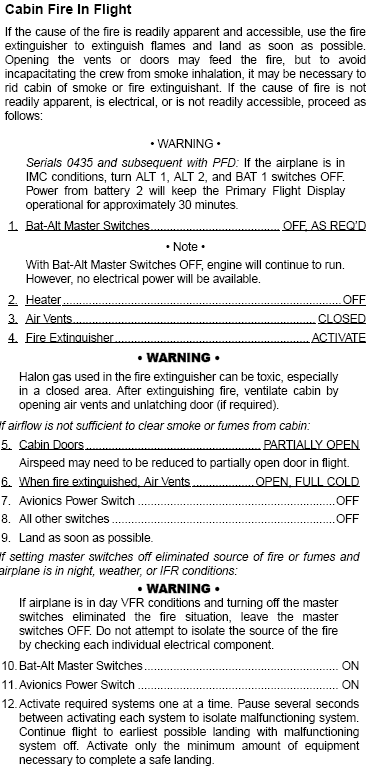 Cabin Fire In Flight
If the cause of the fire is readily apparent and accessible, use the fire
extinguisher to extinguish flames and land as soon as possible.
Opening the vents or doors may feed the fire, but to avoid
incapacitating the crew from smoke inhalation, it may be necessary to
rid cabin of smoke or fire extinguishant. If the cause of fire is not
readily apparent, is electrical, or is not readily accessible, proceed as
follows:
• WARNING •
Serials 0435 and subsequent with PFD: If the airplane is in
IMC conditions, turn ALT 1, ALT 2, and BAT 1 switches OFF.
Power from battery 2 will keep the Primary Flight Display
operational for approximately 30 minutes.
1. Bat-Alt Master Switches.......................................... OFF, AS REQ'D
• Note •
With Bat-Alt Master Switches OFF, engine will continue to run.
However, no electrical power will be available.
2. Heater..........................................................................................OFF
3. Air Vents.............................................................................. CLOSED
4. Fire Extinguisher................................................................ ACTIVATE
• WARNING •
Halon gas used in the fire extinguisher can be toxic, especially
in a closed area. After extinguishing fire, ventilate cabin by
opening air vents and unlatching door (if required).
If airflow is not sufficient to clear smoke or fumes from cabin:
5. Cabin Doors........................................................ PARTIALLY OPEN
Airspeed may need to be reduced to partially open door in flight.
6. When fire extinguished, Air Vents ....................OPEN, FULL COLD
7. Avionics Power Switch ................................................................OFF
8. All other switches ........................................................................OFF
9. Land as soon as possible.
If setting master switches off eliminated source of fire or fumes and
airplane is in night, weather, or IFR conditions:
• WARNING •
If airplane is in day VFR conditions and turning off the master
switches eliminated the fire situation, leave the master
switches OFF. Do not attempt to isolate the source of the fire
by checking each individual electrical component.
10. Bat-Alt Master Switches............................................................. ON
11. Avionics Power Switch ............................................................... ON
12. Activate required systems one at a time. Pause several seconds
between activating each system to isolate malfunctioning system.
Continue flight to earliest possible landing with malfunctioning
system off. Activate only the minimum amount of equipment
necessary to complete a safe landing.